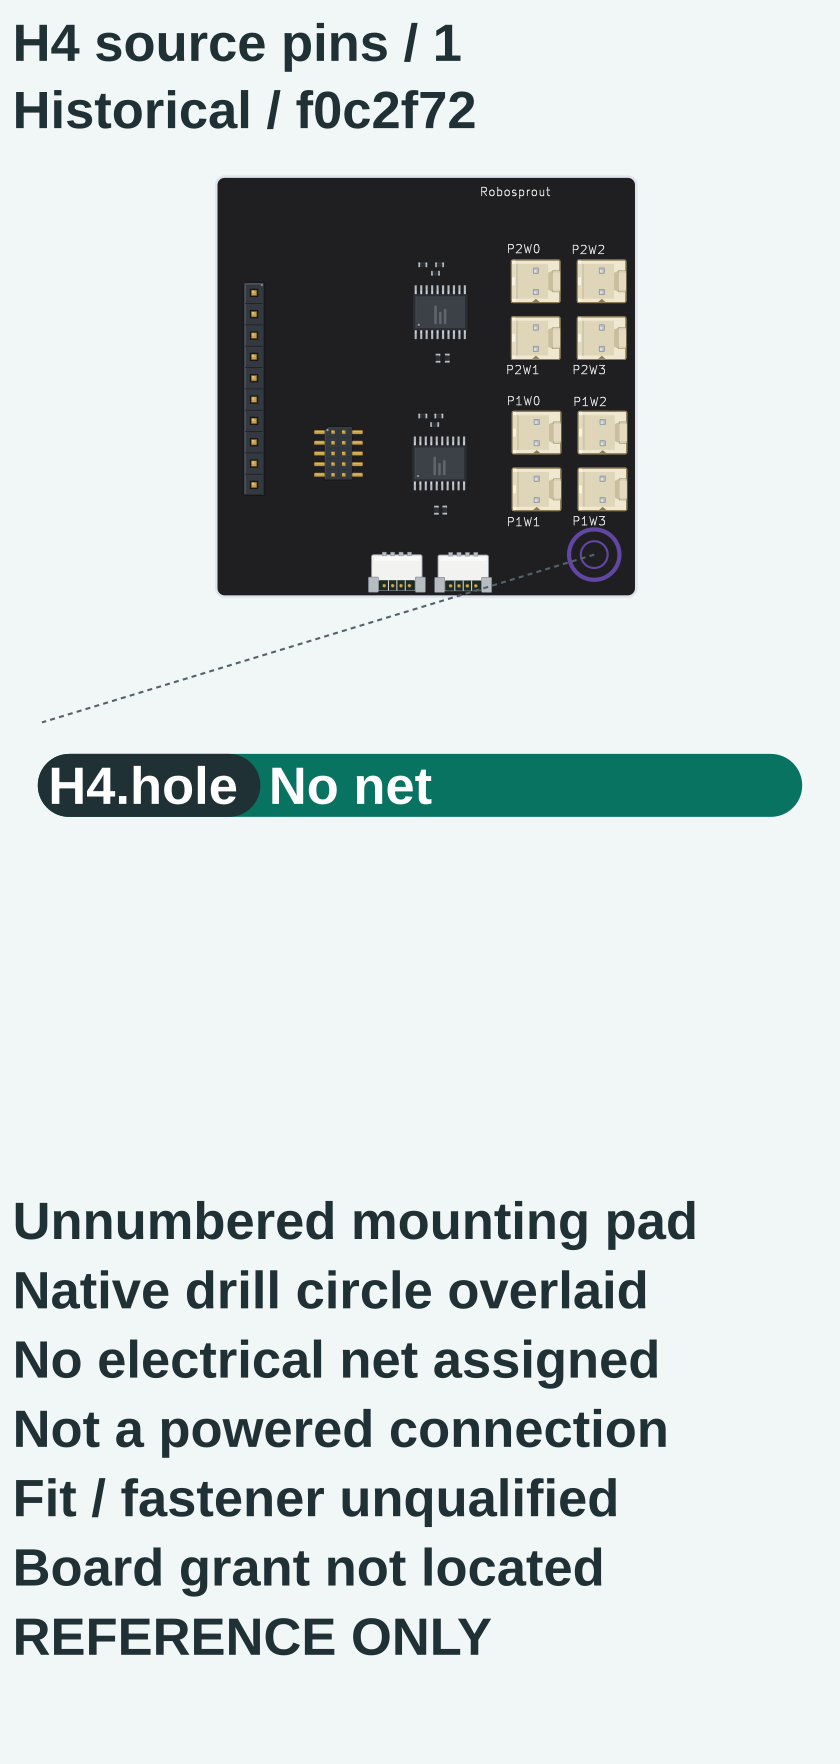 H4 source pins / 1
Historical / f0c2f72
Robosprout
P2W0 P2W2
P2W1 P2W3
P1W0 P1W2
P1W1 P1W3
H4.hole No net
Unnumbered mounting pad
Native drill circle overlaid
No electrical net assigned
Not a powered connection
Fit / fastener unqualified
Board grant not located
REFERENCE ONLY